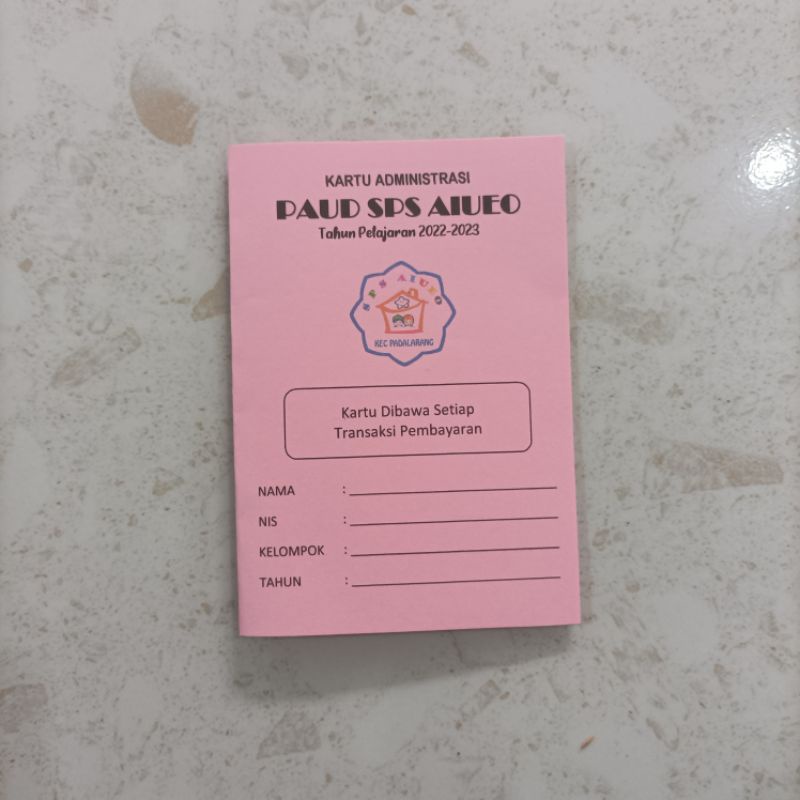 KARTU ADMINISTRASI
PAUD SPS AIUEO
Tahun Pelajaran 2022-2023
SPS AIUEO
KEC PADALARANG
Kartu Dibawa Setiap
Transaksi Pembayaran
NAMA :
NIS :
KELOMPOK :
TAHUN :